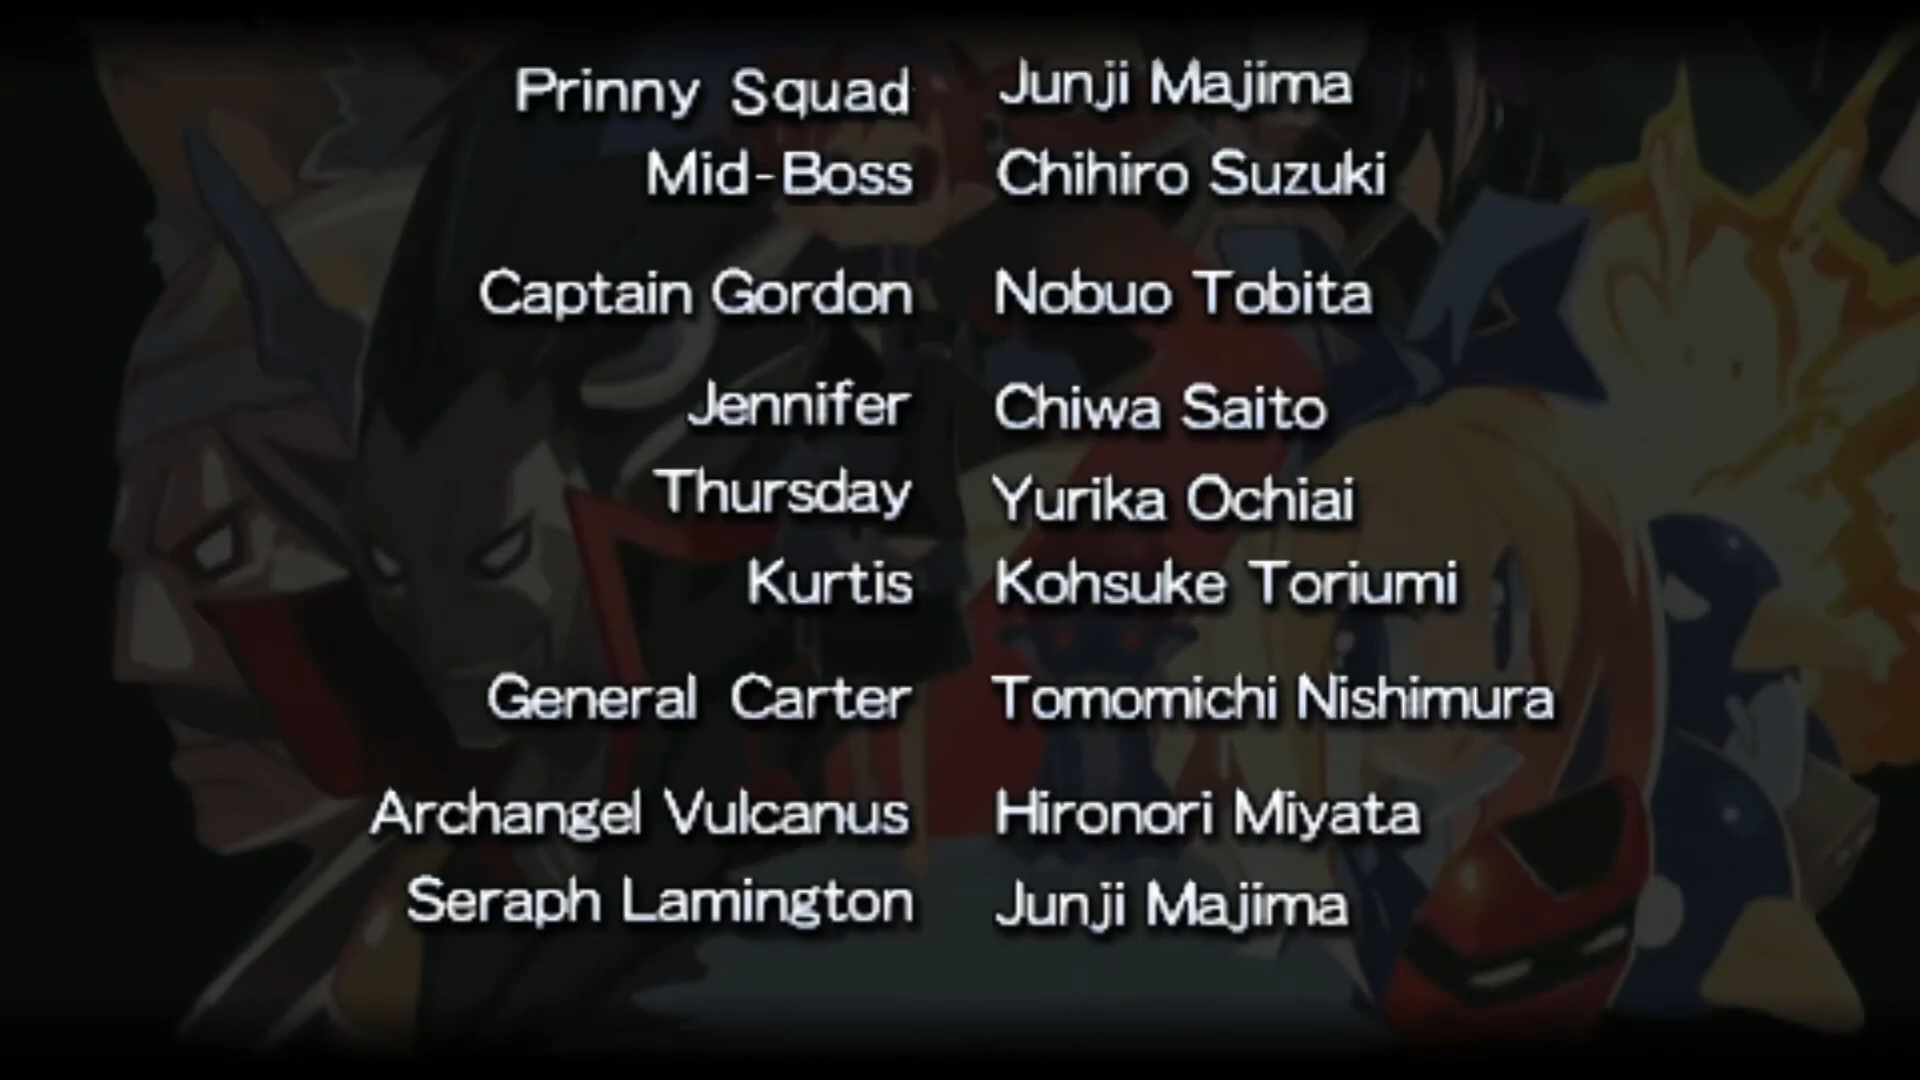 Prinny Squad Junji Majima
Mid-Boss Chihiro Suzuki
Captain Gordon Nobuo Tobita
Jennifer Chiwa Saito
Thursday Yurika Ochiai
Kurtis Kohsuke Toriumi
General Carter Tomomichi Nishimura
Archangel Vulcanus Hironori Miyata
Seraph Lamington Junji Majima